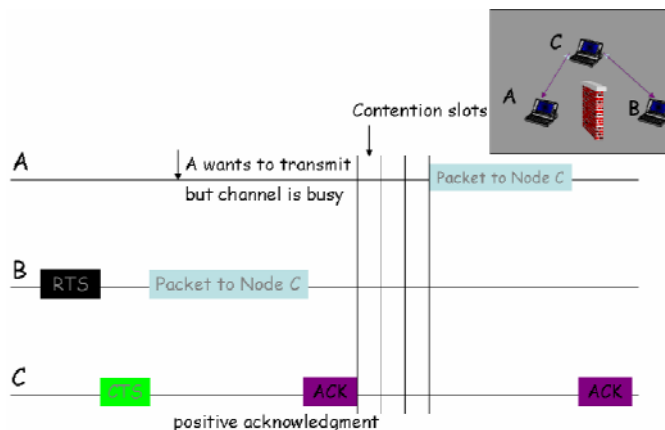 C
A
B
Contention slots
A
A wants to transmit
but channel is busy
Packet to Node C
B
RTS
Packet to Node C
C
CTS
ACK
ACK
positive acknowledgment